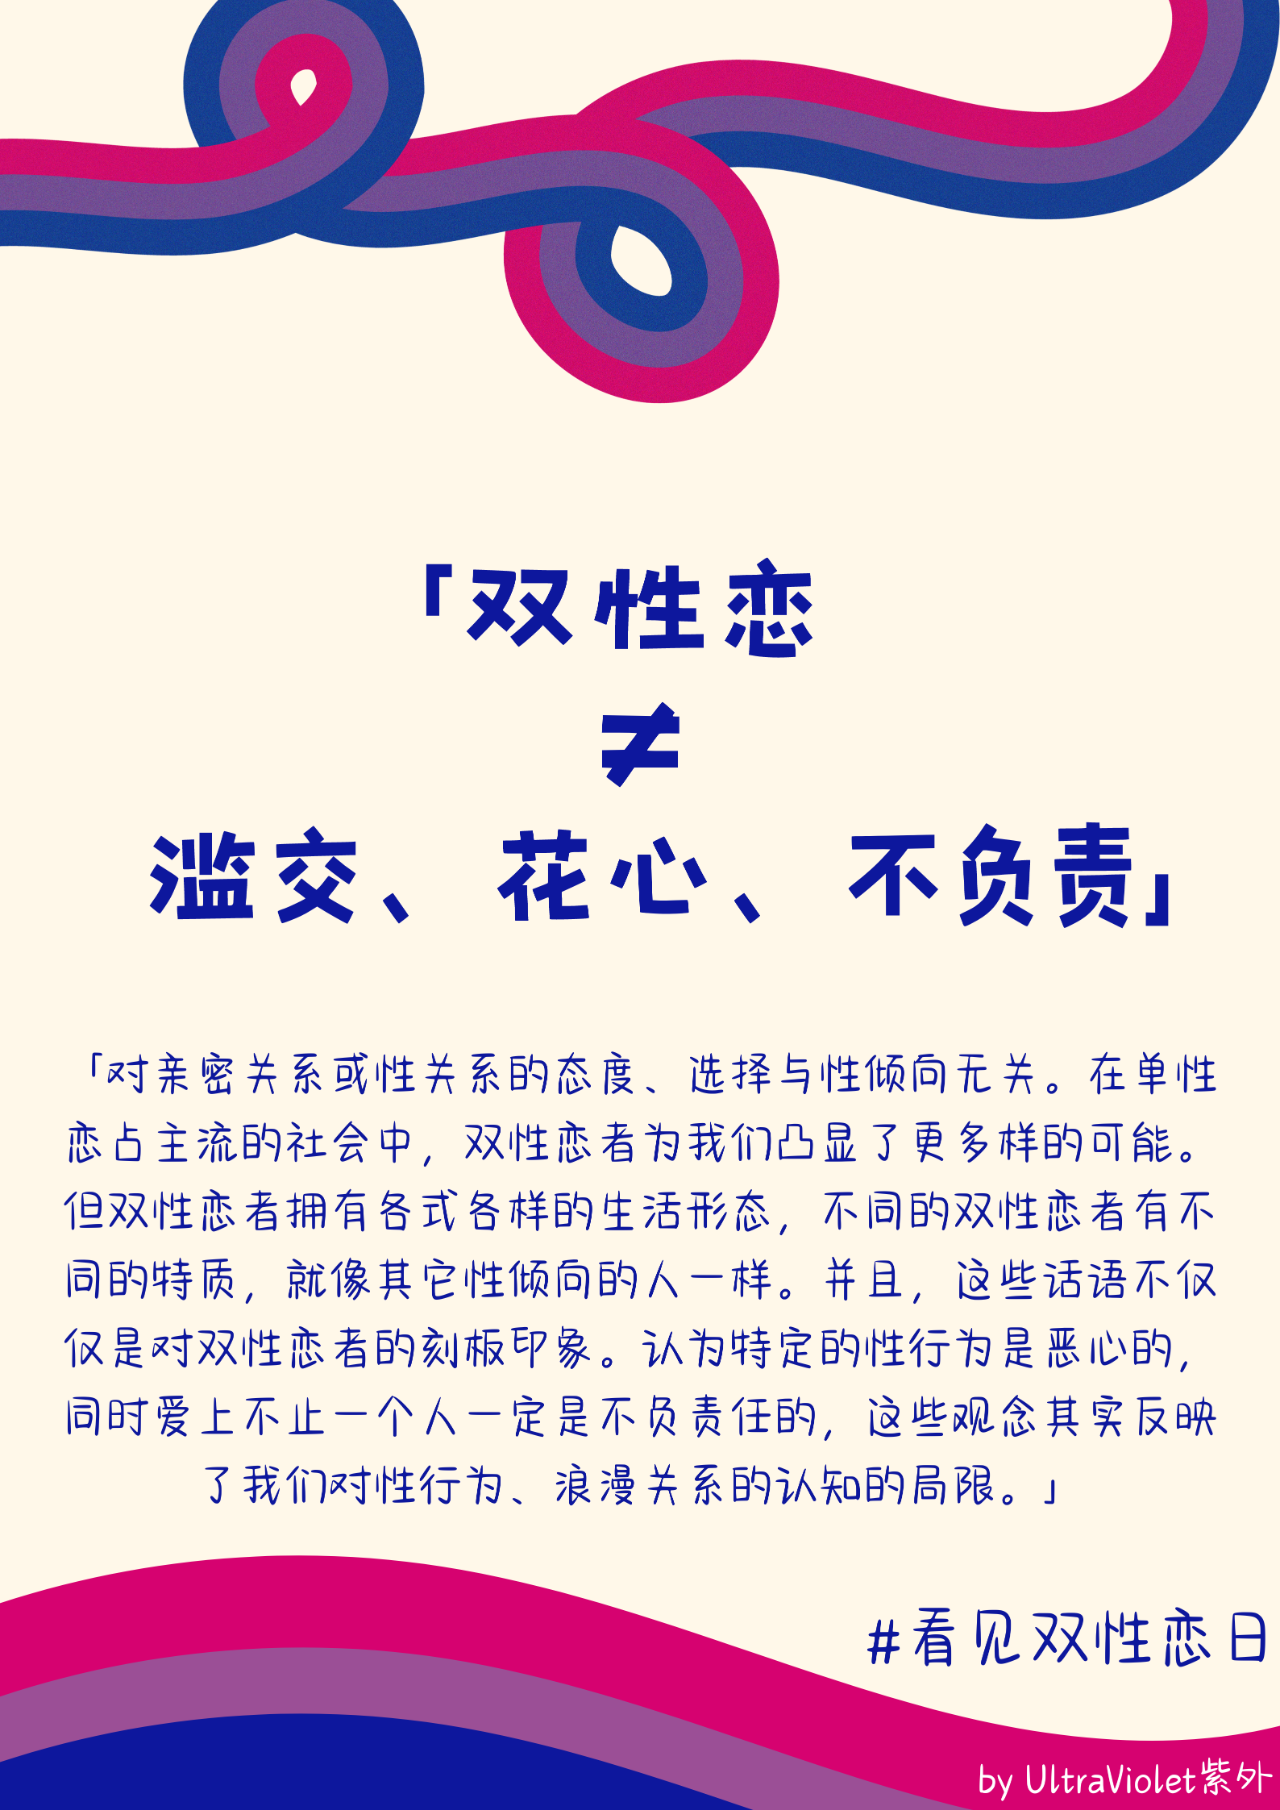 「双性恋
≠
滥交、花心、不负责」
「对亲密关系或性关系的态度、选择与性倾向无关。在单性
恋占主流的社会中，双性恋者为我们凸显了更多样的可能。
但双性恋者拥有各式各样的生活形态，不同的双性恋者有不
同的特质，就像其它性倾向的人一样。并且，这些话语不仅
仅是对双性恋者的刻板印象。认为特定的性行为是恶心的，
同时爱上不止一个人一定是不负责任的，这些观念其实反映
了我们对性行为、浪漫关系的认知的局限。」
#看见双性恋日
by UltraViolet紫外